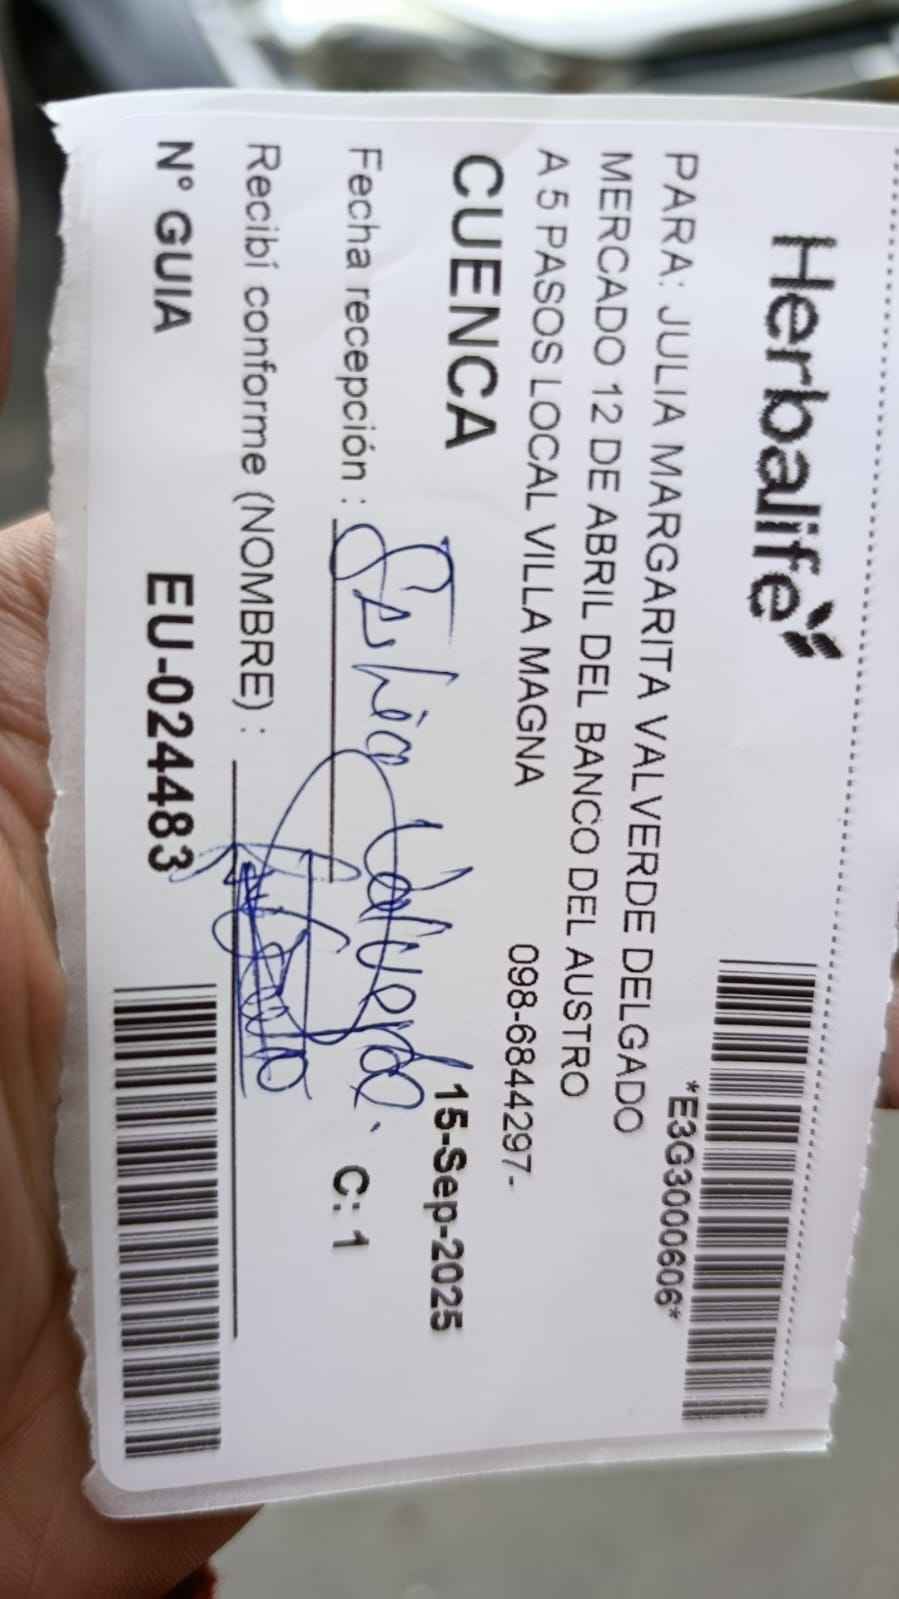 Herbalife
*E3G3000606*
PARA: JULIA MARGARITA VALVERDE DELGADO
MERCADO 12 DE ABRIL DEL BANCO DEL AUSTRO
A 5 PASOS LOCAL VILLA MAGNA 098-6844297-
CUENCA 15-Sep-2025
Fecha recepción : Valverde. C: 1
Recibí conforme (NOMBRE) :
N° GUIA EU-024483